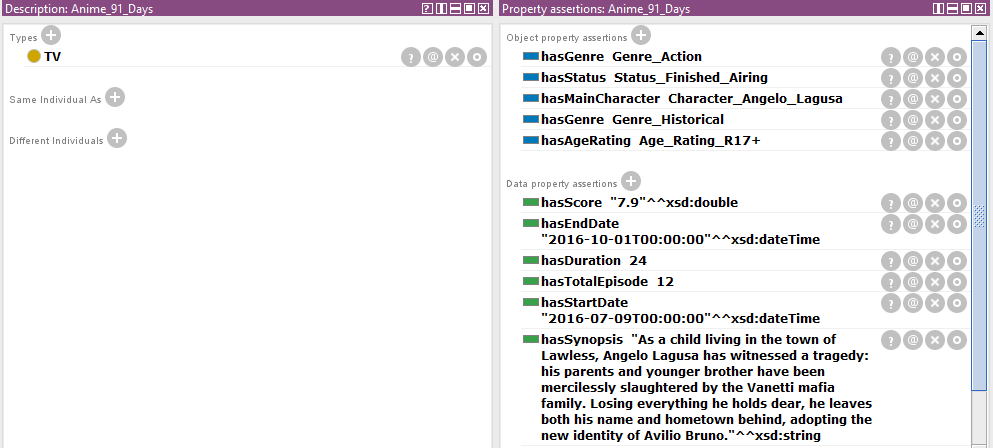 Description: Anime_91_Days
Types
TV
Same Individual As
Different Individuals
Property assertions: Anime_91_Days
Object property assertions
hasGenre Genre_Action
hasStatus Status_Finished_Airing
hasMainCharacter Character_Angelo_Lagusa
hasGenre Genre_Historical
hasAgeRating Age_Rating_R17+
Data property assertions
hasScore "7.9"^^xsd:double
hasEndDate
"2016-10-01T00:00:00"^^xsd:dateTime
hasDuration 24
hasTotalEpisode 12
hasStartDate
"2016-07-09T00:00:00"^^xsd:dateTime
hasSynopsis "As a child living in the town of
Lawless, Angelo Lagusa has witnessed a tragedy:
his parents and younger brother have been
mercilessly slaughtered by the Vanetti mafia
family. Losing everything he holds dear, he leaves
both his name and hometown behind, adopting the
new identity of Avilio Bruno."^^xsd:string